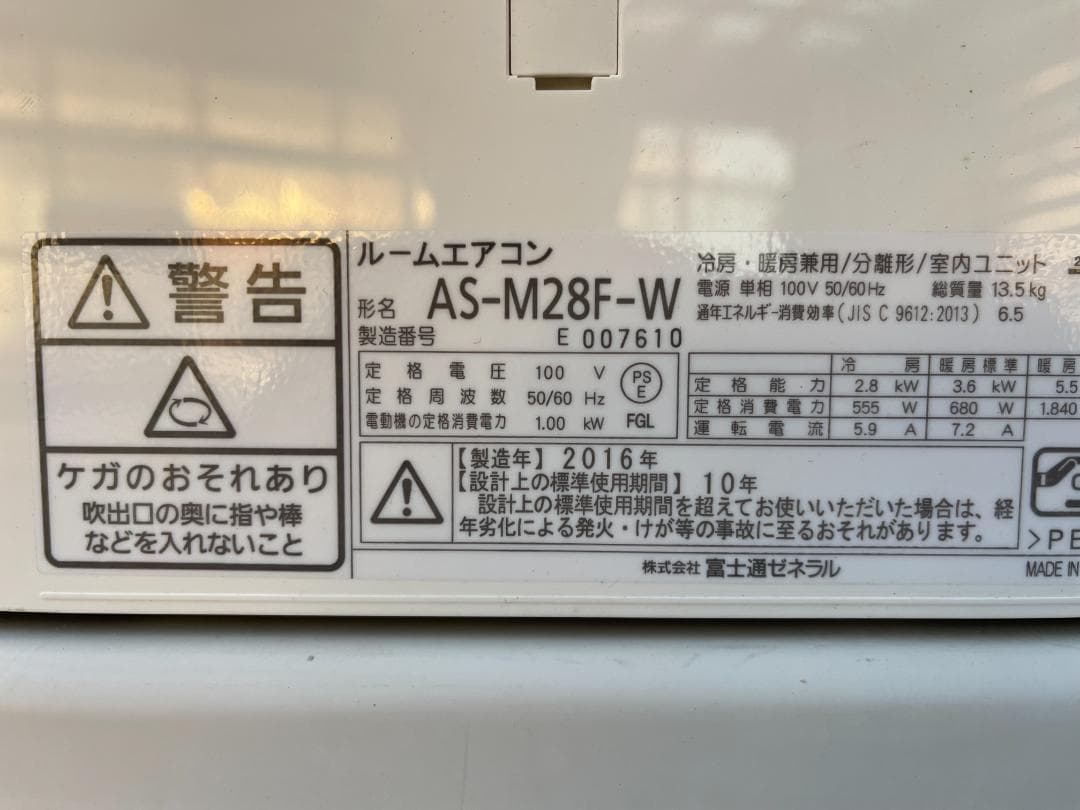 警告
ケガのおそれあり
吹出口の奥に指や棒
などを入れないこと
ルームエアコン
形名 AS-M28F-W
製造番号 E 007610
冷房・暖房兼用/分離形/室内ユニット
電源 単相 100V 50/60Hz 総質量 13.5kg
通年エネルギー消費効率(JIS C 9612:2013) 6.5
定格電圧 100 V
定格周波数 50/60 Hz
電動機の定格消費電力 1.00 kW
PS
E
FGL
冷房 暖房標準 暖房
定格能力 2.8 kW 3.6 kW 5.5
定格消費電力 555 W 680 W 1.840
運転電流 5.9 A 7.2 A
【製造年】2016年
【設計上の標準使用期間】10年
設計上の標準使用期間を超えてお使いいただいた場合は、経
年劣化による発火・けが等の事故に至るおそれがあります。
株式会社 富士通ゼネラル
>PE
MADE IN